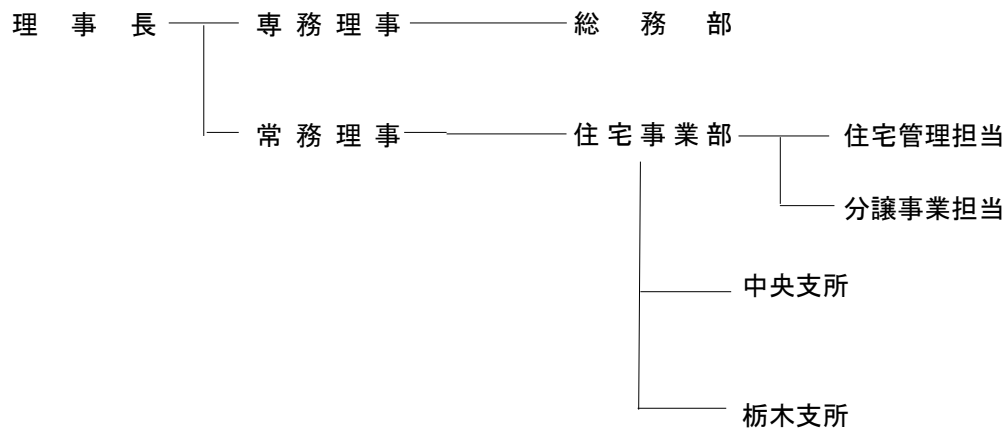 理事長 専務理事 総務部
常務理事 住宅事業部 住宅管理担当
分譲事業担当
中央支所
栃木支所